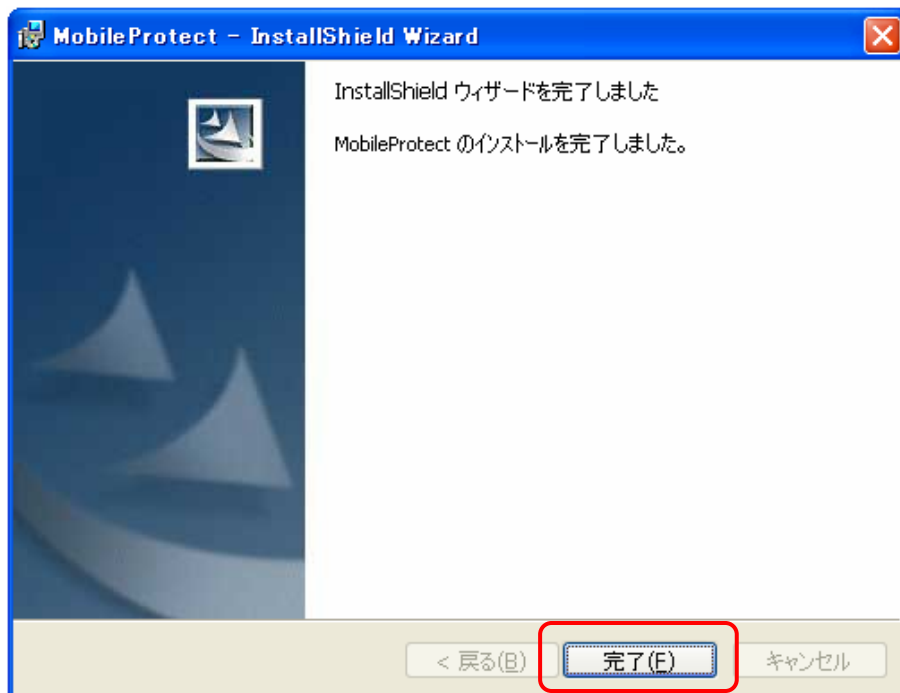 MobileProtect - InstallShield Wizard
InstallShield ウィザードを完了しました
MobileProtect のインストールを完了しました。
< 戻る(B)
完了(F)
キャンセル